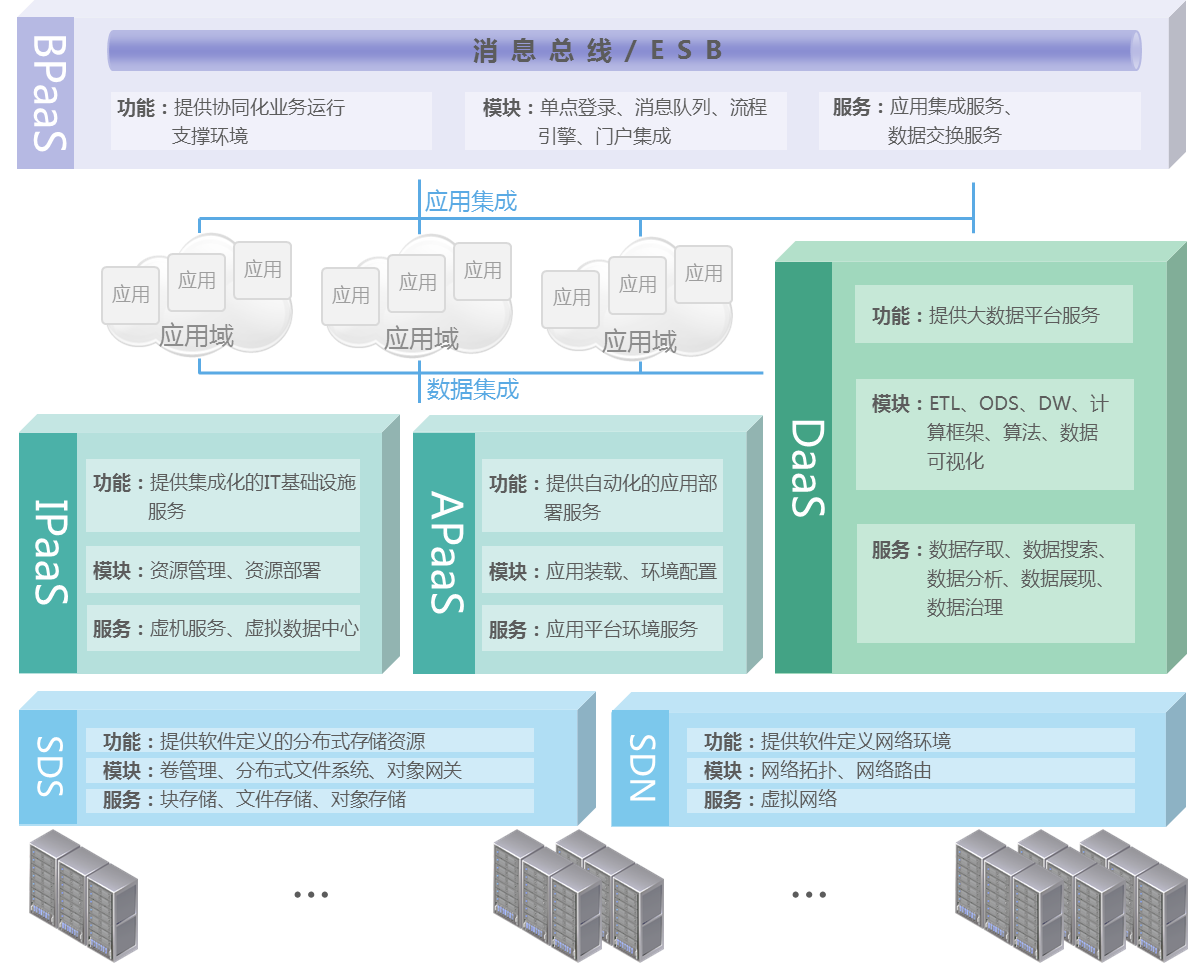 BPaaS
消息总线/ESB
功能：提供协同化业务运行
支撑环境
模块：单点登录、消息队列、流程
引擎、门户集成
服务：应用集成服务、
数据交换服务
应用集成
应用
应用
应用
应用域
应用
应用
应用
应用域
应用
应用
应用
应用域
数据集成
IPaaS
功能：提供集成化的IT基础设施
服务
模块：资源管理、资源部署
服务：虚机服务、虚拟数据中心
APaaS
功能：提供自动化的应用部
署服务
模块：应用装载、环境配置
服务：应用平台环境服务
DaaS
功能：提供大数据平台服务
模块：ETL、ODS、DW、计
算框架、算法、数据
可视化
服务：数据存取、数据搜索、
数据分析、数据展现、
数据治理
SDS
功能：提供软件定义的分布式存储资源
模块：卷管理、分布式文件系统、对象网关
服务：块存储、文件存储、对象存储
SDN
功能：提供软件定义网络环境
模块：网络拓扑、网络路由
服务：虚拟网络
...
...